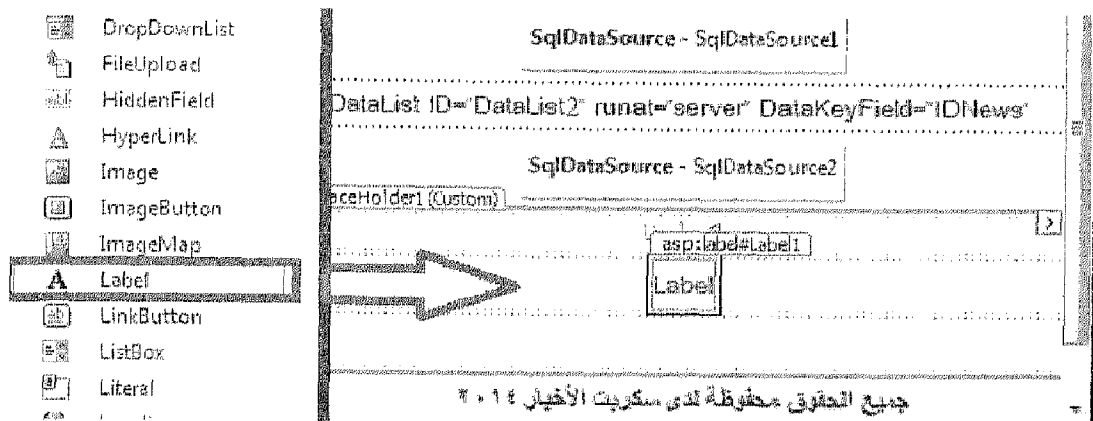 DropDownList
FileUpload
HiddenField
HyperLink
Image
ImageButton
ImageMap
Label
LinkButton
ListBox
Literal
SqlDataSource - SqlDataSource1
DataList ID="DataList2" runat="server" DataKeyField="IDNews"
SqlDataSource - SqlDataSource2
aceHolder1 (Custom)
asp:label#Label1
Label
جميع الحقوق محفوظة لدى سكريبت الأخبار ٢٠١٤